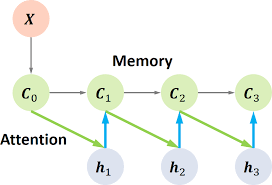 X
Memory
C0 C1 C2 C3
Attention
h1 h2 h3